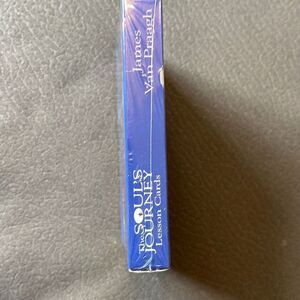 The
SOUL'S
JOURNEY
Lesson Cards
James
Van Praagh